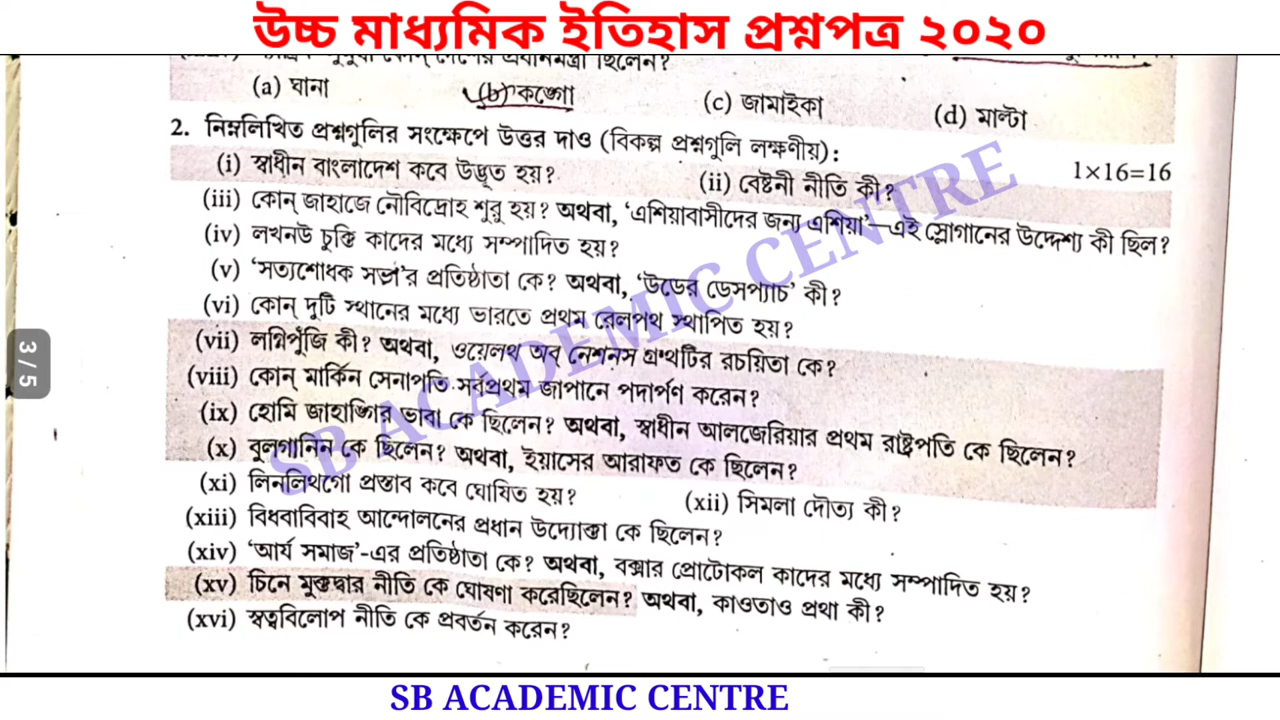 উচ্চ মাধ্যমিক ইতিহাস প্রশ্নপত্র ২০২০
কোন্ দেশের প্রধানমন্ত্রী ছিলেন?
(a) ঘানা (b) কঙ্গো (c) জামাইকা (d) মাল্টা
2. নিম্নলিখিত প্রশ্নগুলির সংক্ষেপে উত্তর দাও (বিকল্প প্রশ্নগুলি লক্ষণীয়): 1×16=16
(i) স্বাধীন বাংলাদেশ কবে উদ্ভূত হয়? (ii) বেষ্টনী নীতি কী?
(iii) কোন্ জাহাজে নৌবিদ্রোহ শুরু হয়? অথবা, ‘এশিয়াবাসীদের জন্য এশিয়া’—এই স্লোগানের উদ্দেশ্য কী ছিল?
(iv) লখনউ চুক্তি কাদের মধ্যে সম্পাদিত হয়?
(v) ‘সত্যশোধক সভা’র প্রতিষ্ঠাতা কে? অথবা, ‘উডের ডেসপ্যাচ’ কী?
(vi) কোন্ দুটি স্থানের মধ্যে ভারতে প্রথম রেলপথ স্থাপিত হয়?
(vii) লগ্নিপুঁজি কী? অথবা, ওয়েলথ অব নেশনস গ্রন্থটির রচয়িতা কে?
(viii) কোন্ মার্কিন সেনাপতি সর্বপ্রথম জাপানে পদার্পণ করেন?
(ix) হোমি জাহাঙ্গির ভাবা কে ছিলেন? অথবা, স্বাধীন আলজেরিয়ার প্রথম রাষ্ট্রপতি কে ছিলেন?
(x) বুলগানিন কে ছিলেন? অথবা, ইয়াসের আরাফত কে ছিলেন?
(xi) লিনলিথগো প্রস্তাব কবে ঘোষিত হয়? (xii) সিমলা দৌত্য কী?
(xiii) বিধবাবিবাহ আন্দোলনের প্রধান উদ্যোক্তা কে ছিলেন?
(xiv) ‘আর্য সমাজ’-এর প্রতিষ্ঠাতা কে? অথবা, বক্সার প্রোটোকল কাদের মধ্যে সম্পাদিত হয়?
(xv) চিনে মুক্তদ্বার নীতি কে ঘোষণা করেছিলেন? অথবা, কাওতাও প্রথা কী?
(xvi) স্বত্ববিলোপ নীতি কে প্রবর্তন করেন?
SB ACADEMIC CENTRE
3 / 5
SB ACADEMIC CENTRE